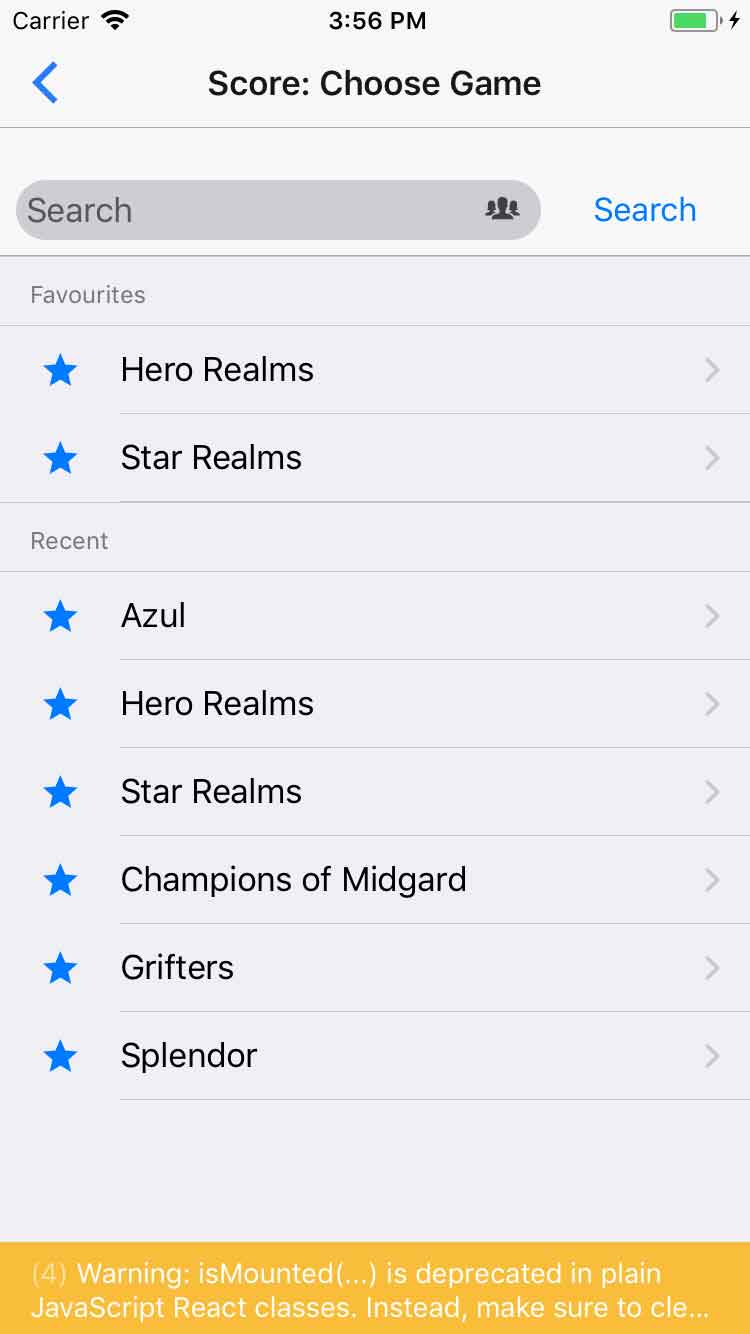 Carrier 3:56 PM
Score: Choose Game
Search Search
Favourites
Hero Realms
Star Realms
Recent
Azul
Hero Realms
Star Realms
Champions of Midgard
Grifters
Splendor
(4) Warning: isMounted(...) is deprecated in plain
JavaScript React classes. Instead, make sure to cle...